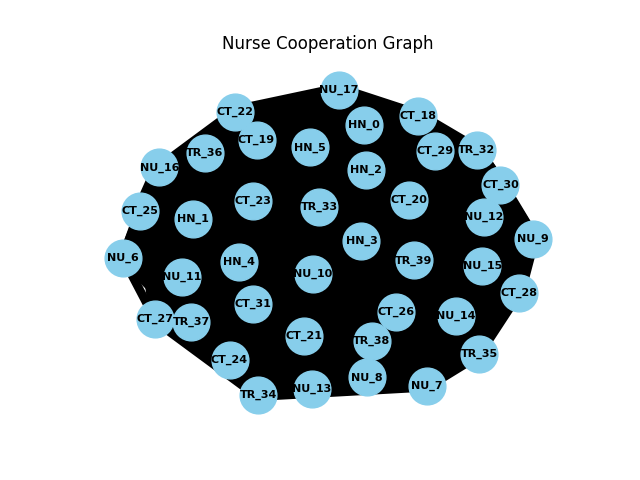 Nurse Cooperation Graph
NU_17
CT_22
CT_18
HN_0
CT_19
HN_5
TR_36
CT_29
TR_32
NU_16
HN_2
CT_30
CT_23
CT_20
TR_33
CT_25
HN_1
NU_12
HN_3
NU_9
NU_6
HN_4
TR_39
NU_15
NU_11
NU_10
CT_28
CT_31
CT_26
NU_14
CT_27
TR_37
CT_21
TR_38
TR_35
CT_24
NU_8
NU_7
NU_13
TR_34